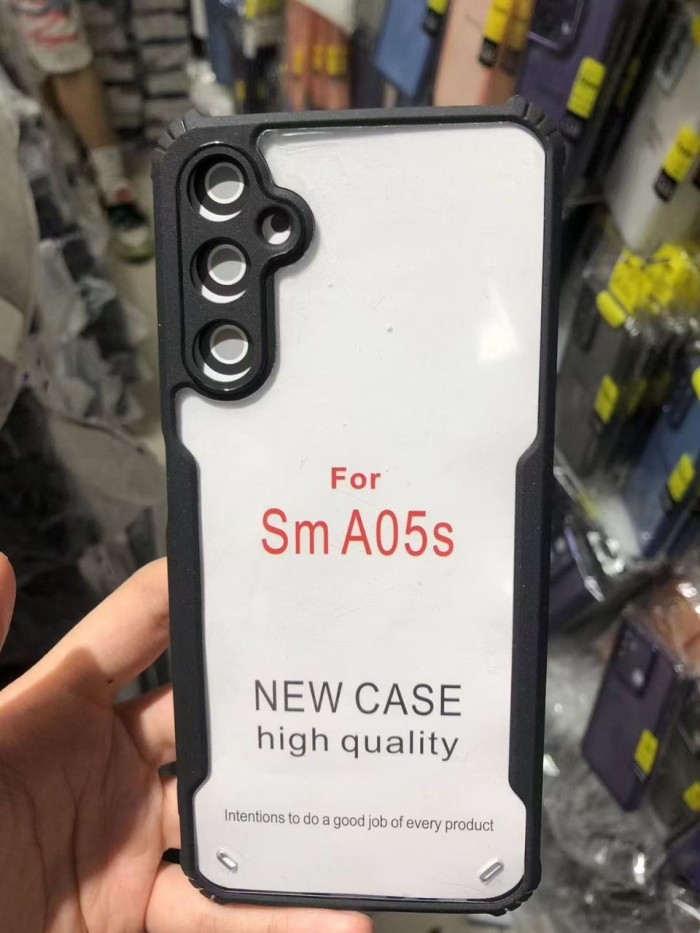 For
Sm A05s
NEW CASE
high quality
Intentions to do a good job of every product